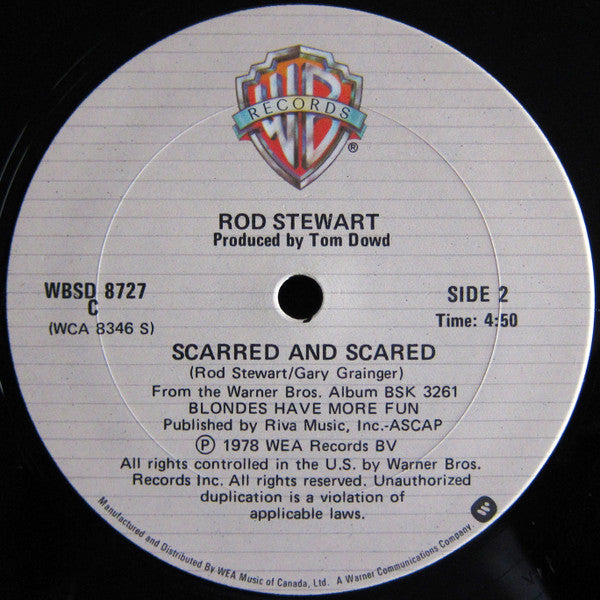 WB
RECORDS
®
ROD STEWART
Produced by Tom Dowd
WBSD 8727
C
(WCA 8346 S)
SIDE 2
Time: 4:50
SCARRED AND SCARED
(Rod Stewart/Gary Grainger)
From the Warner Bros. Album BSK 3261
BLONDES HAVE MORE FUN
Published by Riva Music, Inc.-ASCAP
℗ 1978 WEA Records BV
All rights controlled in the U.S. by Warner Bros.
Records Inc. All rights reserved. Unauthorized
duplication is a violation of
applicable laws.
Manufactured and Distributed By WEA Music of Canada, Ltd. A Warner Communications Company.